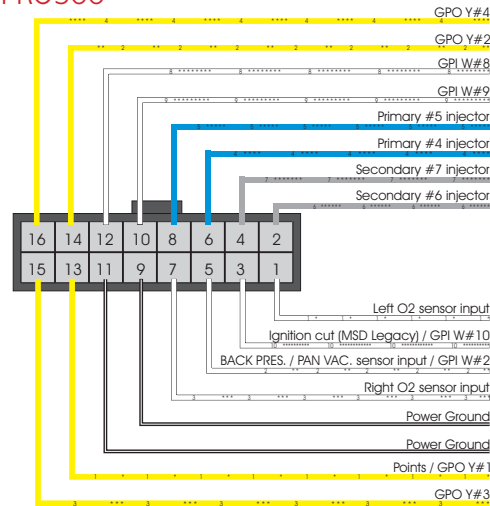 GPO Y#4
GPO Y#2
GPI W#8
GPI W#9
Primary #5 injector
Primary #4 injector
Secondary #7 injector
Secondary #6 injector
16 14 12 10 8 6 4 2
15 13 11 9 7 5 3 1
Left O2 sensor input
Ignition cut (MSD Legacy) / GPI W#10
BACK PRES. / PAN VAC. sensor input / GPI W#2
Right O2 sensor input
Power Ground
Power Ground
Points / GPO Y#1
GPO Y#3